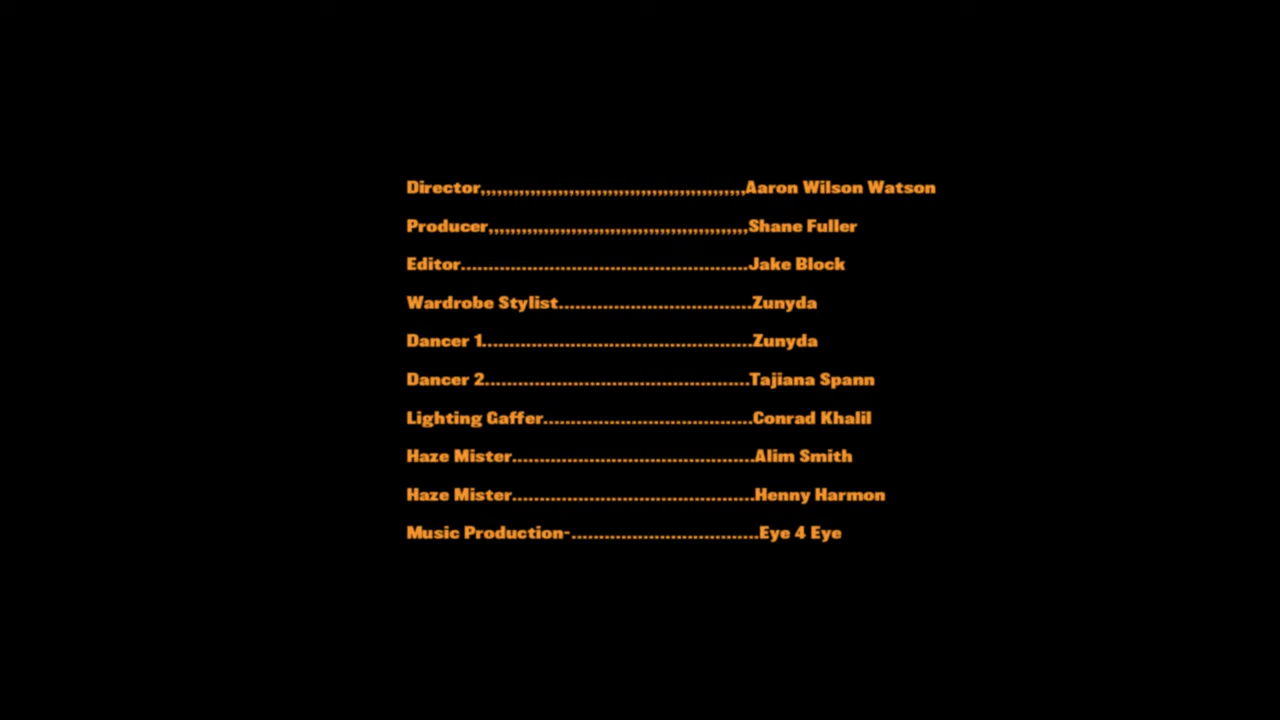 Director,,,,,,,,,,,,,,,,,,,,,,,,,,,,,,,,,,,,,,,,,,,,,,,,Aaron Wilson Watson
Producer,,,,,,,,,,,,,,,,,,,,,,,,,,,,,,,,,,,,,,,,,,,,,,,Shane Fuller
Editor....................................................Jake Block
Wardrobe Stylist...................................Zunyda
Dancer 1.................................................Zunyda
Dancer 2................................................Tajiana Spann
Lighting Gaffer......................................Conrad Khalil
Haze Mister............................................Alim Smith
Haze Mister............................................Henny Harmon
Music Production-..................................Eye 4 Eye